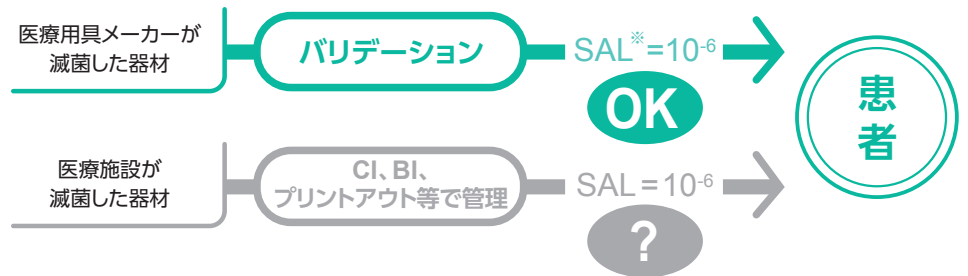 医療用具メーカーが
滅菌した器材
バリデーション
SAL※=10-6
OK
医療施設が
滅菌した器材
CI、BI、
プリントアウト等で管理
SAL=10-6
?
患
者